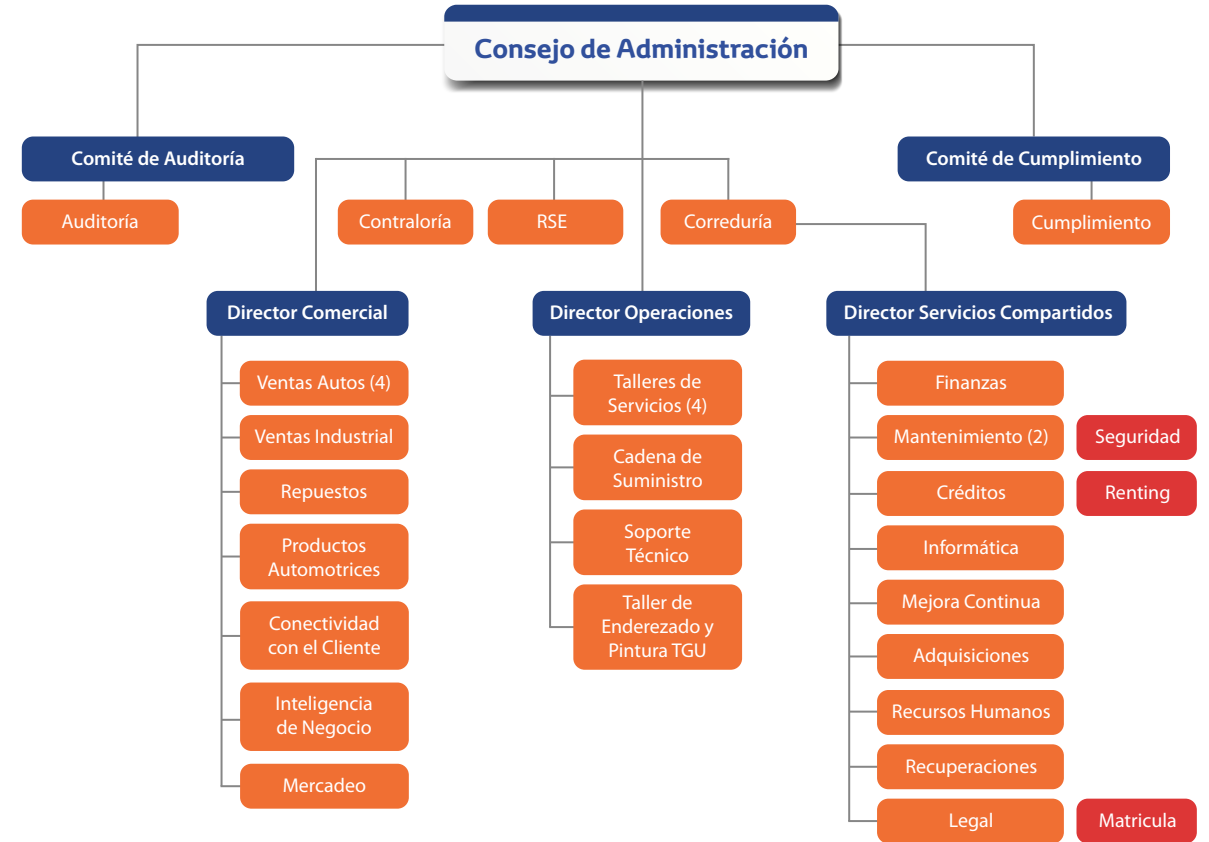 Consejo de Administración
Comité de Auditoría
Comité de Cumplimiento
Auditoría
Contraloría
RSE
Correduría
Cumplimiento
Director Comercial
Director Operaciones
Director Servicios Compartidos
Ventas Autos (4)
Ventas Industrial
Repuestos
Productos
Automotrices
Conectividad
con el Cliente
Inteligencia
de Negocio
Mercadeo
Talleres de
Servicios (4)
Cadena de
Suministro
Soporte
Técnico
Taller de
Enderezado y
Pintura TGU
Finanzas
Mantenimiento (2)
Seguridad
Créditos
Renting
Informática
Mejora Continua
Adquisiciones
Recursos Humanos
Recuperaciones
Legal
Matricula